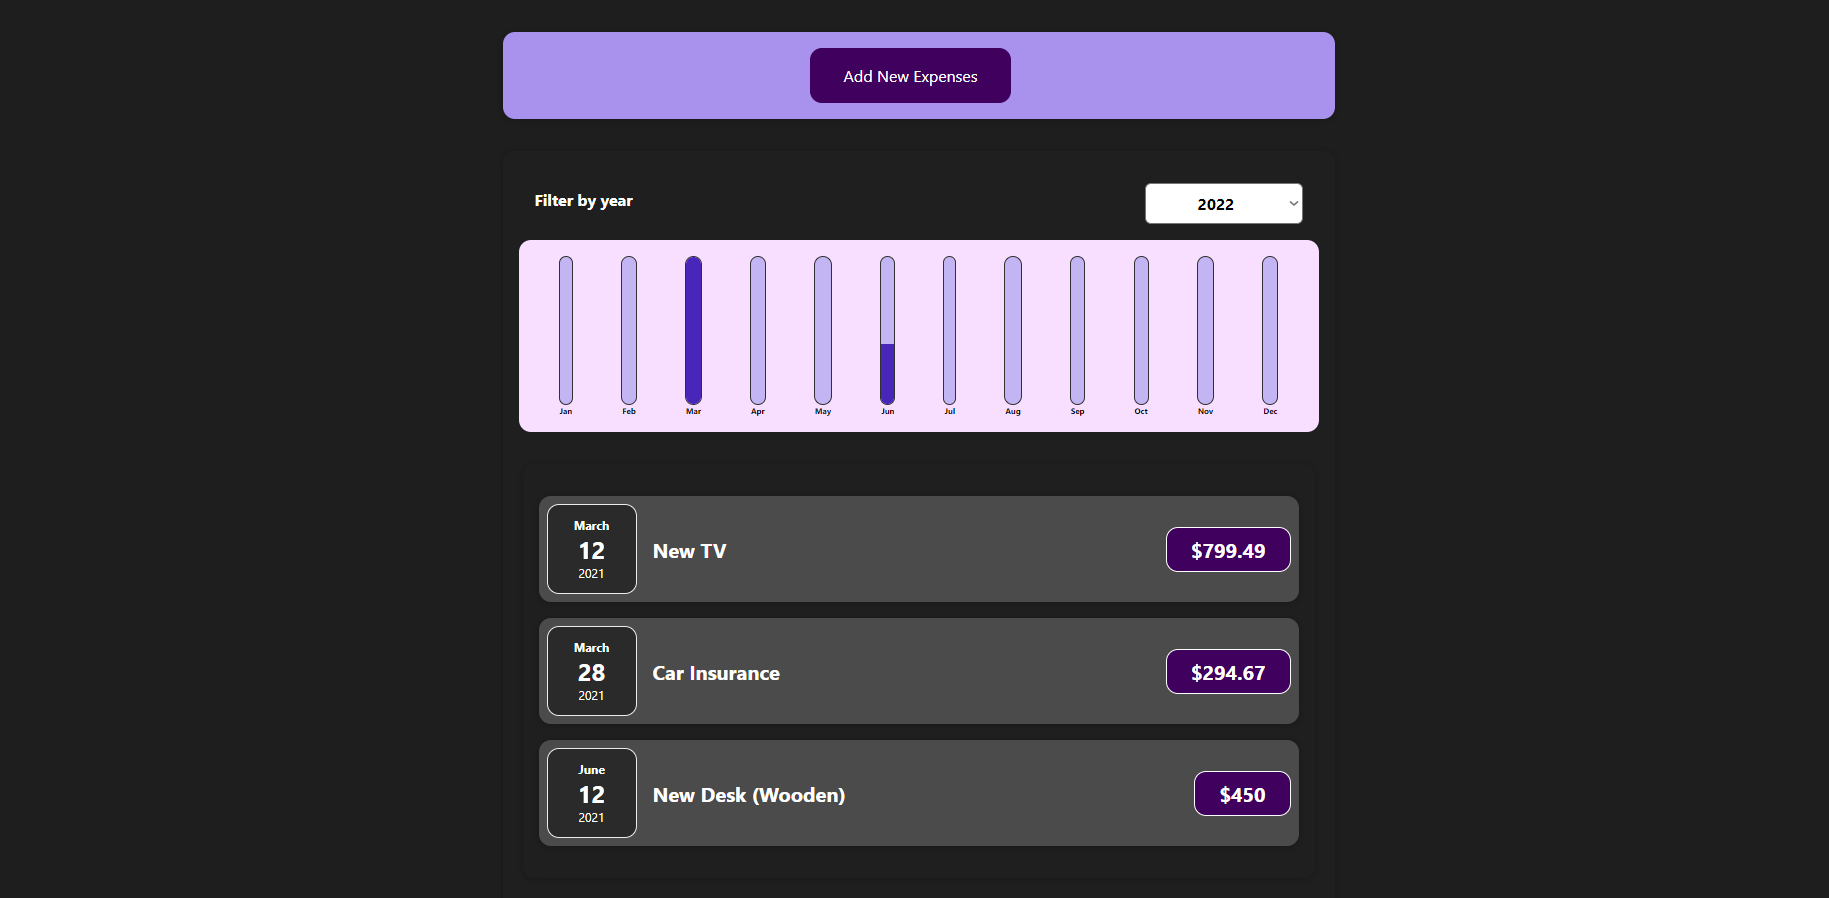 Add New Expenses
Filter by year
2022
Jan Feb Mar Apr May Jun Jul Aug Sep Oct Nov Dec
March
12
2021
New TV
$799.49
March
28
2021
Car Insurance
$294.67
June
12
2021
New Desk (Wooden)
$450